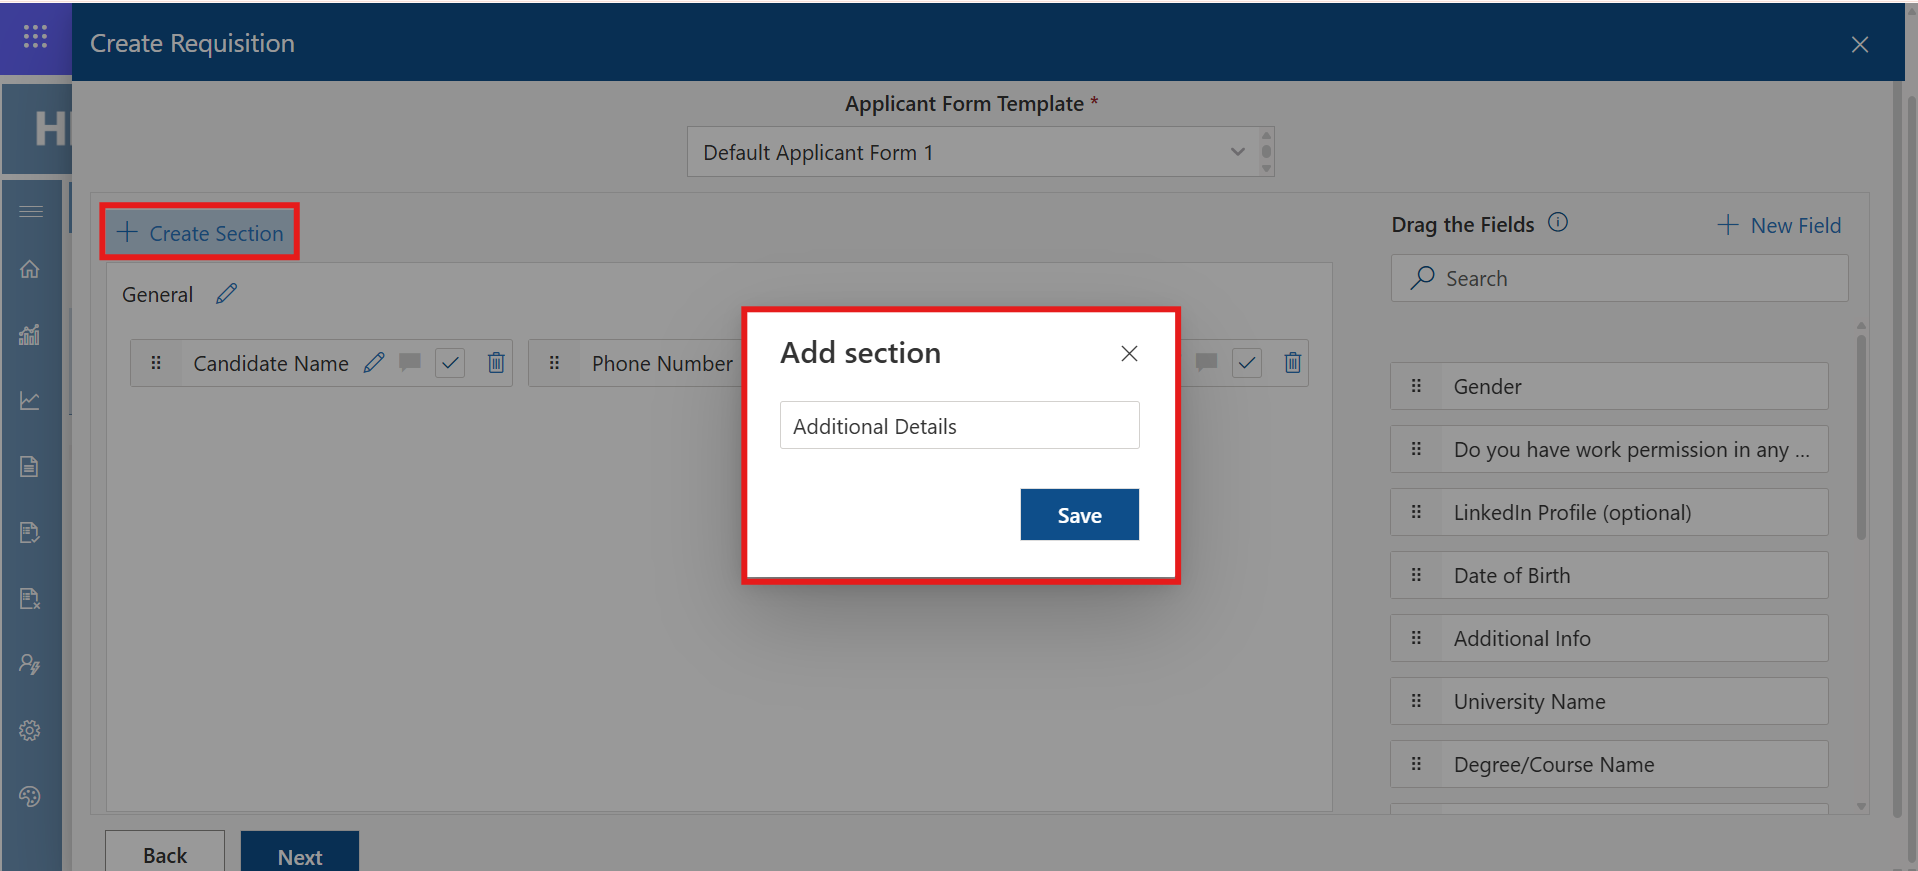 Create Requisition
Applicant Form Template *
Default Applicant Form 1
Create Section
Drag the Fields
New Field
Search
General
Candidate Name
Phone Number
Add section
Additional Details
Save
Gender
Do you have work permission in any ...
LinkedIn Profile (optional)
Date of Birth
Additional Info
University Name
Degree/Course Name
Back
Next